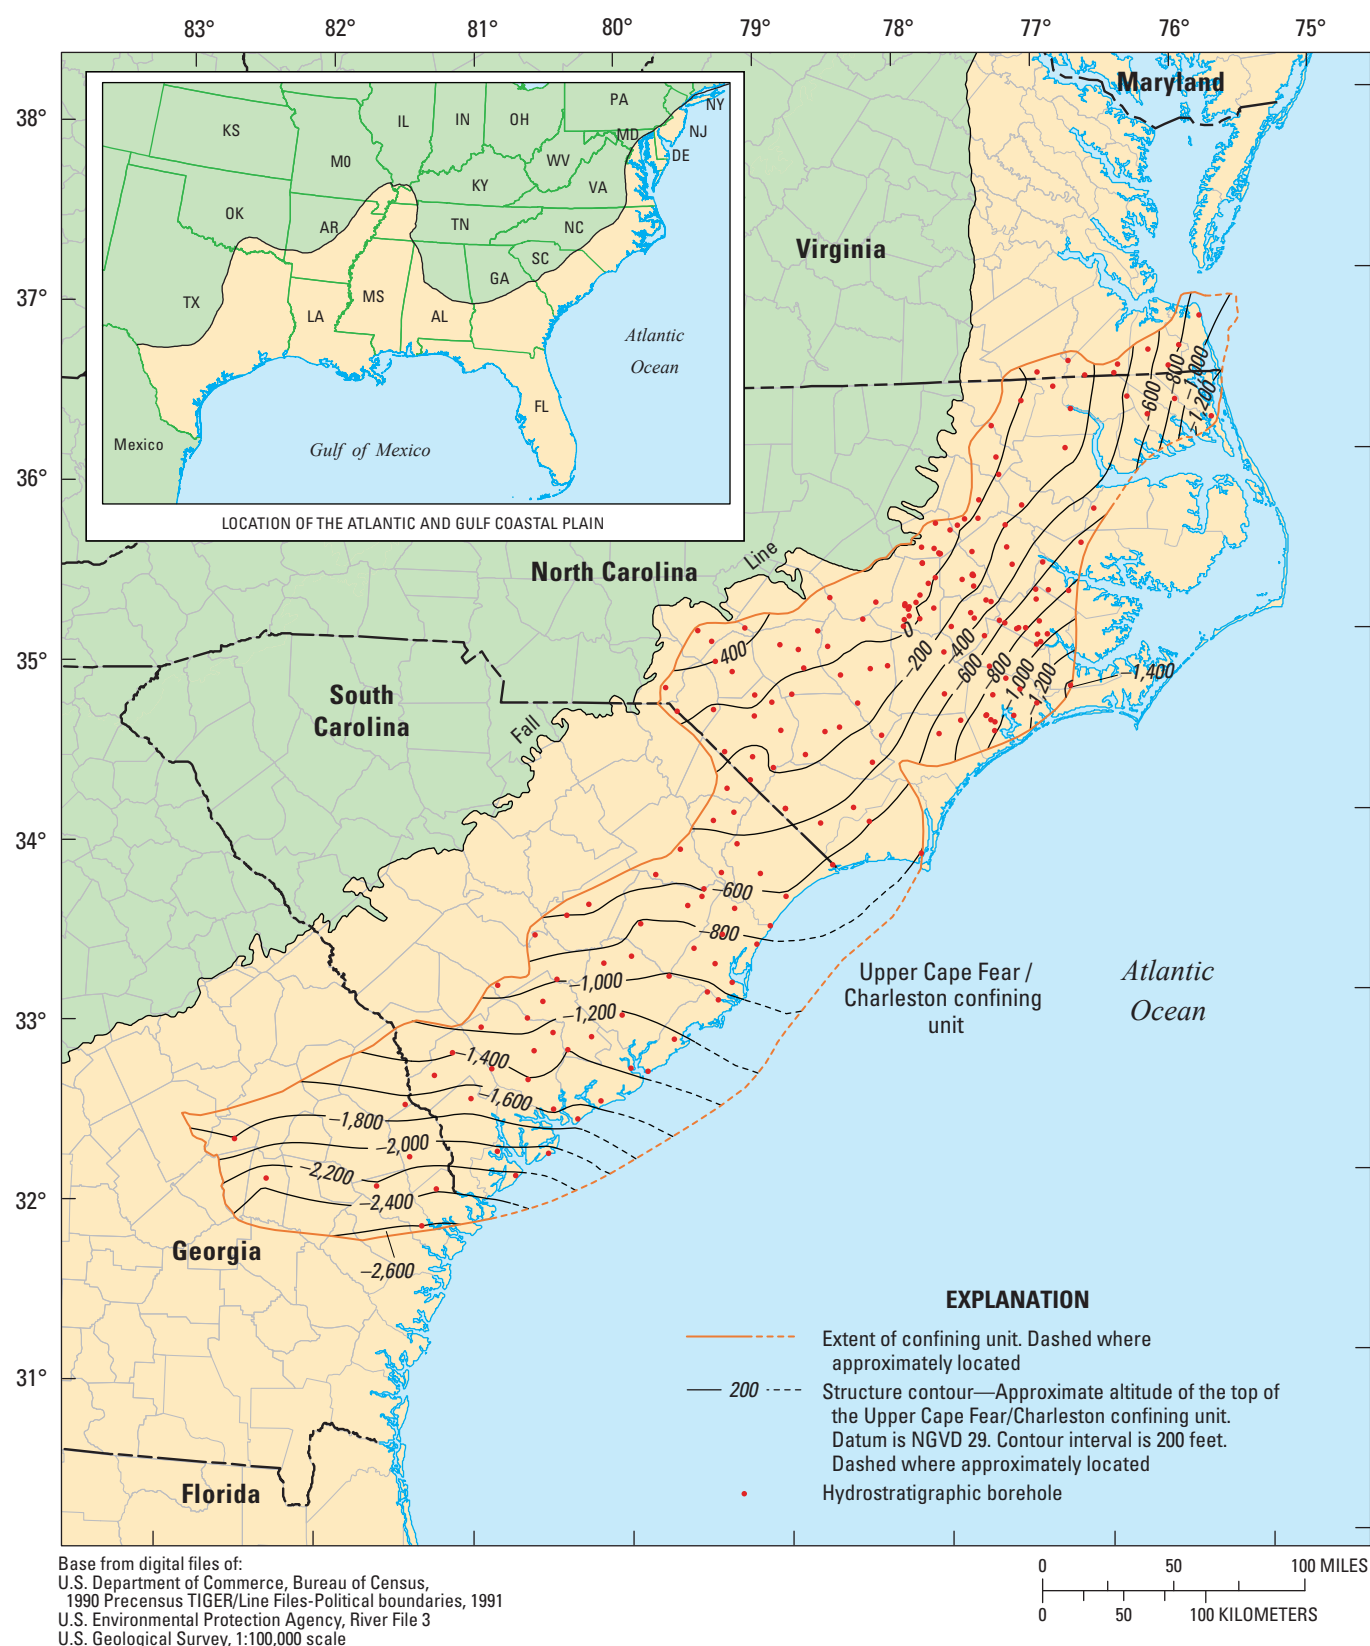 83°
82°
81°
80°
79°
78°
77°
76°
75°
38°
37°
36°
35°
34°
33°
32°
31°
KS
MO
IL
IN
OH
PA
NY
NJ
MD
DE
WV
VA
KY
OK
AR
TN
NC
SC
GA
TX
LA
MS
AL
FL
Mexico
Gulf of Mexico
Atlantic
Ocean
LOCATION OF THE ATLANTIC AND GULF COASTAL PLAIN
Maryland
Virginia
North Carolina
South
Carolina
Georgia
Florida
Fall
Line
–600
–800
–1,000
–1,200
400
0
–200
–400
–600
–800
–1,000
–1,200
–1,400
–600
–800
–1,000
–1,200
–1,400
–1,600
–1,800
–2,000
–2,200
–2,400
–2,600
Upper Cape Fear /
Charleston confining
unit
Atlantic
Ocean
EXPLANATION
Extent of confining unit. Dashed where
approximately located
200
Structure contour—Approximate altitude of the top of
the Upper Cape Fear/Charleston confining unit.
Datum is NGVD 29. Contour interval is 200 feet.
Dashed where approximately located
Hydrostratigraphic borehole
Base from digital files of:
U.S. Department of Commerce, Bureau of Census,
1990 Precensus TIGER/Line Files-Political boundaries, 1991
U.S. Environmental Protection Agency, River File 3
U.S. Geological Survey, 1:100,000 scale
0 50 100 MILES
0 50 100 KILOMETERS